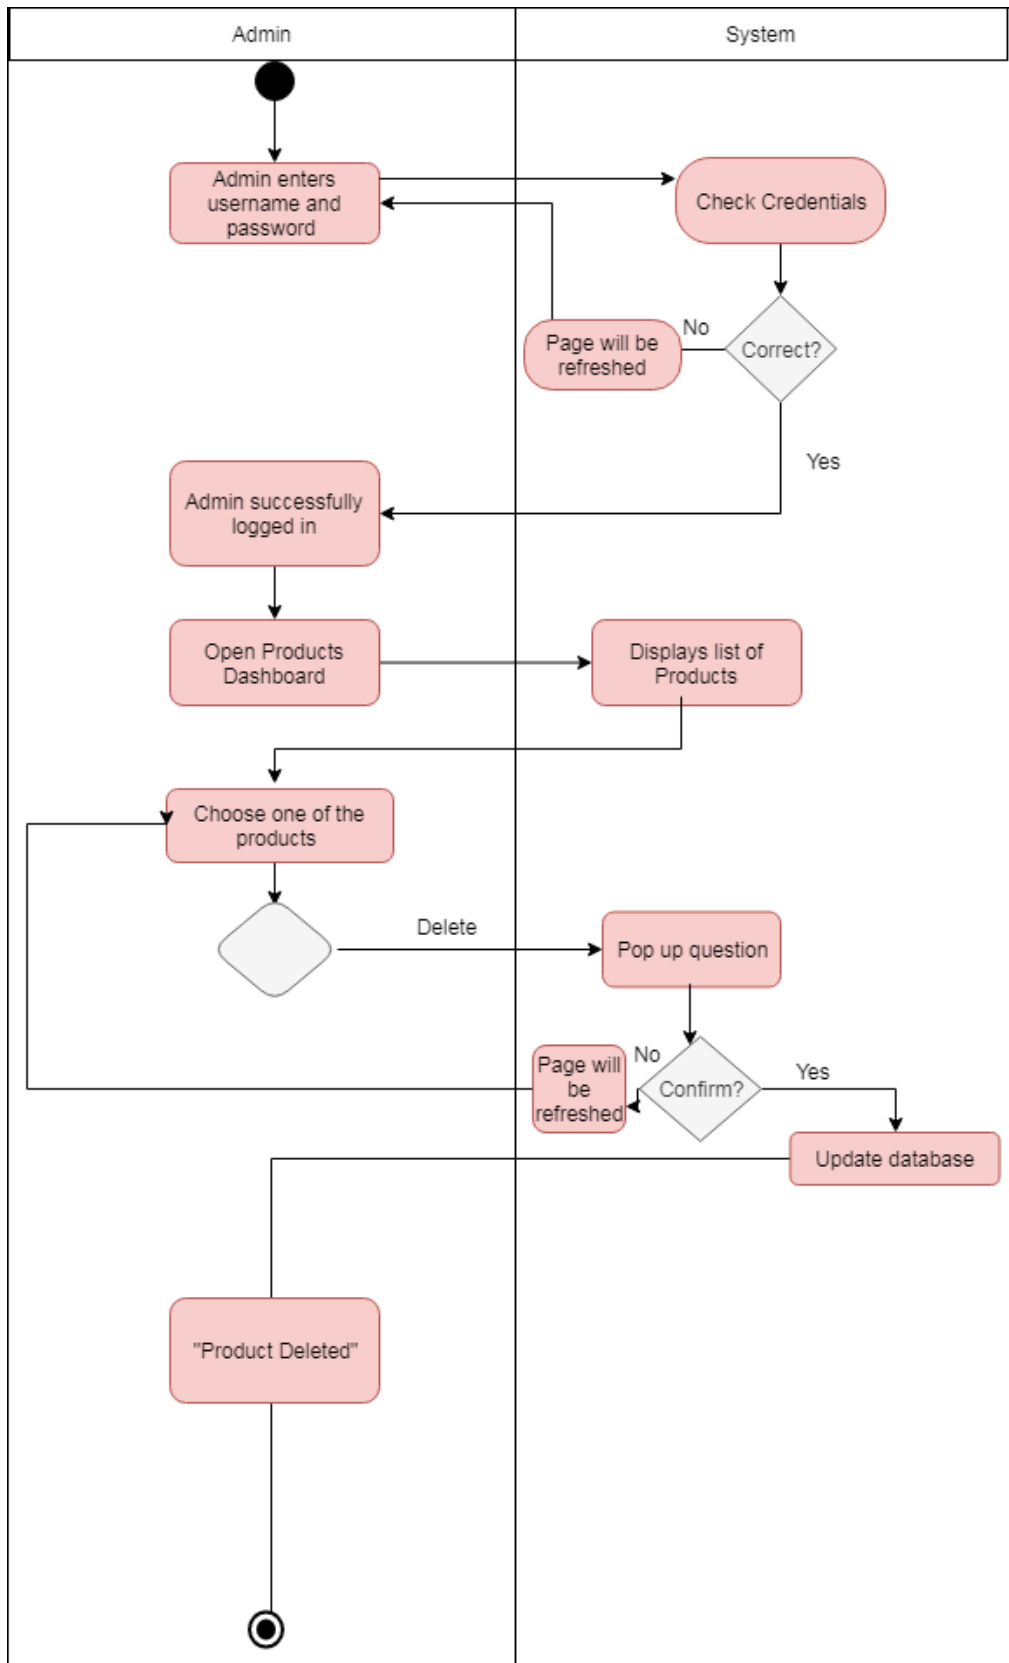 Admin
System
Admin enters
username and
password
Check Credentials
No
Page will be
refreshed
Correct?
Yes
Admin successfully
logged in
Open Products
Dashboard
Displays list of
Products
Choose one of the
products
Delete
Pop up question
No
Page will
be
refreshed
Confirm?
Yes
Update database
"Product Deleted"